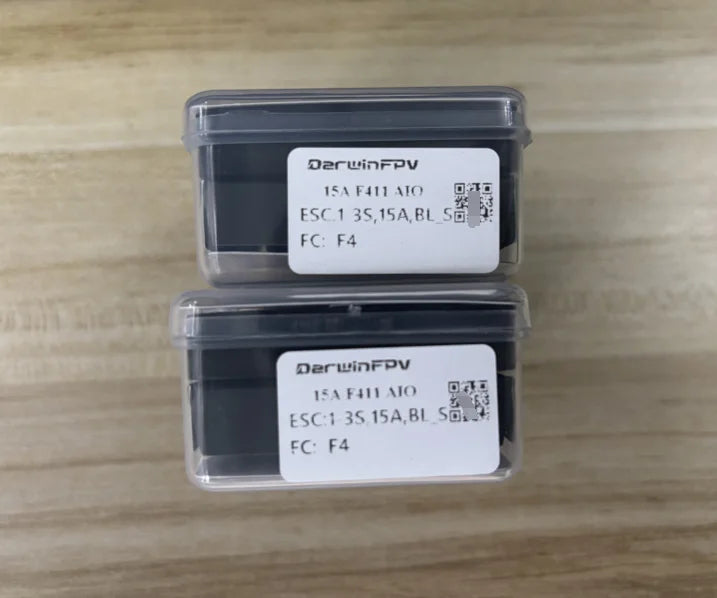 DarwinFPV
15A F411 AIO
ESC:1-3S,15A,BL_S
FC: F4
DarwinFPV
15A F411 AIO
ESC:1-3S,15A,BL_S
FC: F4